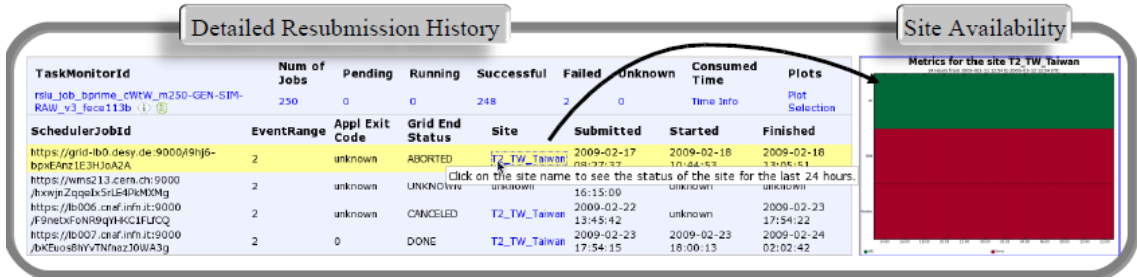 Detailed Resubmission History
Site Availability
TaskMonitorId
Num of Jobs
Pending
Running
Successful
Failed
Unknown
Consumed Time
Plots
rslu_job_bprime_cWtW_m250-GEN-SIM-
RAW_v3_fece113b
250
0
0
248
2
0
Time Info
Plot Selection
SchedulerJobId
EventRange
Appl Exit Code
Grid End Status
Site
Submitted
Started
Finished
https://grid-lb0.desy.de:9000/i9hj6-
bpxEAnz1E3HJoA2A
2
unknown
ABORTED
T2_TW_Taiwan
2009-02-17
08:27:37
2009-02-18
10:44:53
2009-02-18
13:05:51
Click on the site name to see the status of the site for the last 24 hours.
https://wms213.cern.ch:9000
/hxwjnZqqeIxSrLE4PkMXMg
2
unknown
UNKNOWN
unknown
16:15:09
unknown
unknown
https://lb006.cnaf.infn.it:9000
/F9netxFoNR9qYHKC1FLfCQ
2
unknown
CANCELED
T2_TW_Taiwan
2009-02-22
13:45:42
unknown
2009-02-23
17:54:22
https://lb007.cnaf.infn.it:9000
/bKEuos8hYvTNfnazJ0WA3g
2
0
DONE
T2_TW_Taiwan
2009-02-23
17:54:15
2009-02-23
18:00:13
2009-02-24
02:02:42
Metrics for the site T2_TW_Taiwan